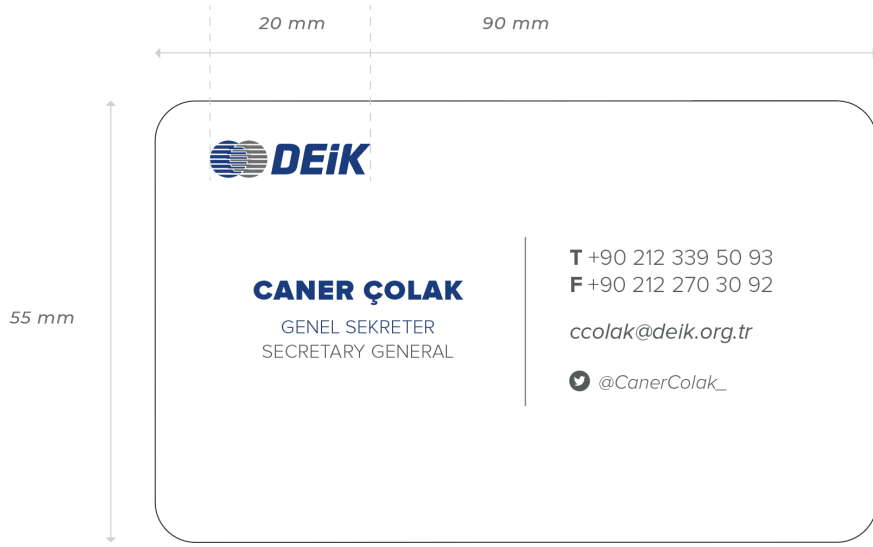 20 mm
90 mm
DEiK
55 mm
CANER ÇOLAK
GENEL SEKRETER
SECRETARY GENERAL
T +90 212 339 50 93
F +90 212 270 30 92
ccolak@deik.org.tr
@CanerColak_